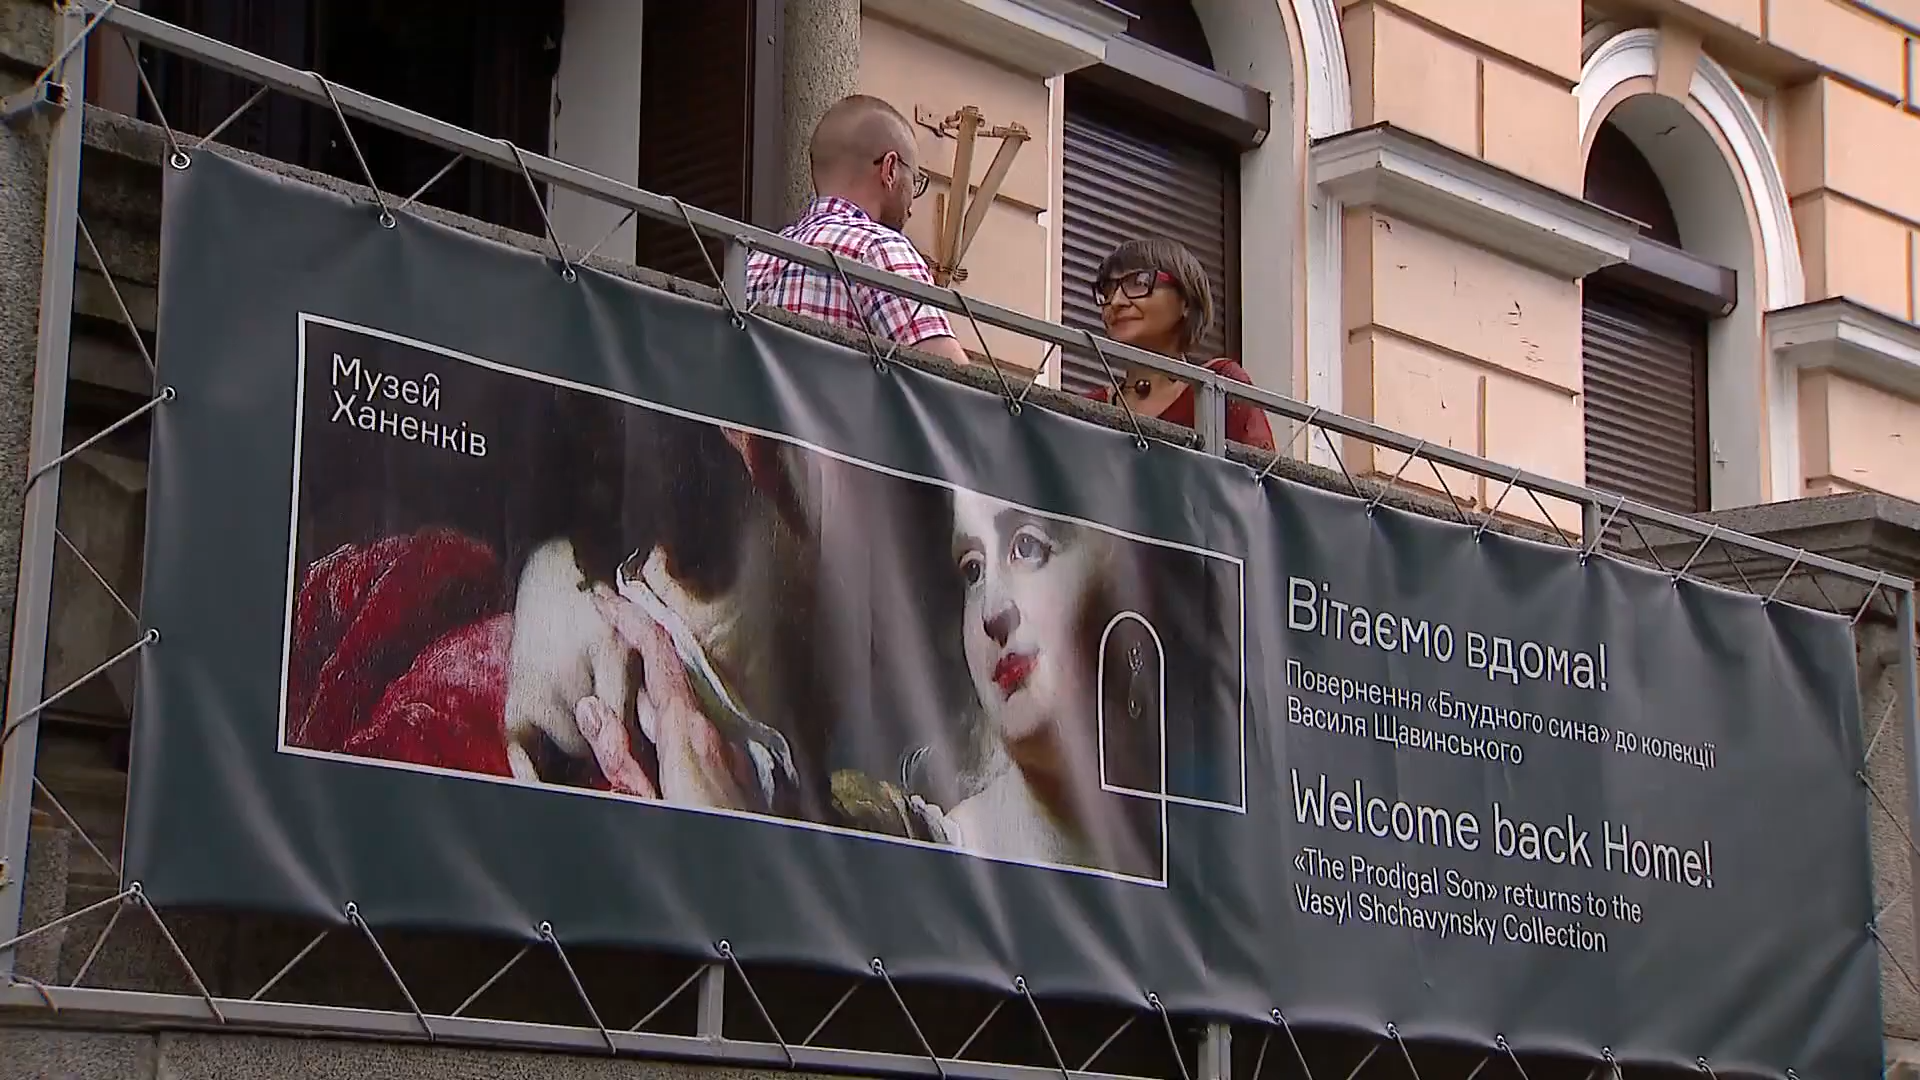 Музей
Ханенків
Вітаємо вдома!
Повернення «Блудного сина» до колекції
Василя Щавинського
Welcome back Home!
«The Prodigal Son» returns to the
Vasyl Shchavynsky Collection